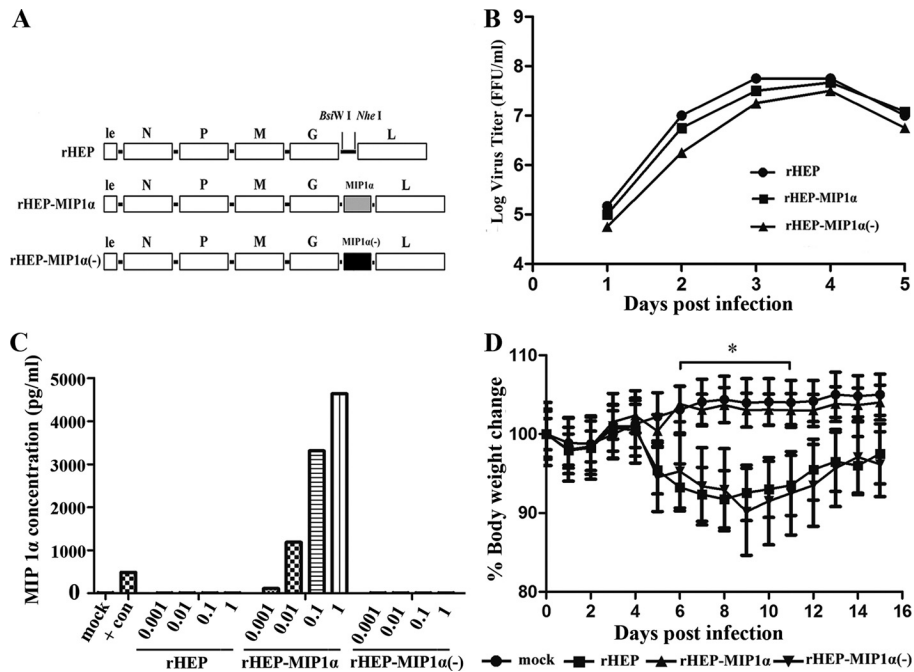 A
BsiW I Nhe I
le N P M G L
rHEP
le N P M G MIP1α L
rHEP-MIP1α
le N P M G MIP1α(-) L
rHEP-MIP1α(-)
B
Log Virus Titer (FFU/ml)
9
8
7
6
5
4
0 1 2 3 4 5
Days post infection
rHEP
rHEP-MIP1α
rHEP-MIP1α(-)
C
MIP 1α concentration (pg/ml)
5000
4000
3000
2000
1000
0
mock + con 0.001 0.01 0.1 1 0.001 0.01 0.1 1 0.001 0.01 0.1 1
rHEP rHEP-MIP1α rHEP-MIP1α(-)
D
*
% Body weight change
110
100
90
80
0 2 4 6 8 10 12 14 16
Days post infection
mock rHEP rHEP-MIP1α rHEP-MIP1α(-)